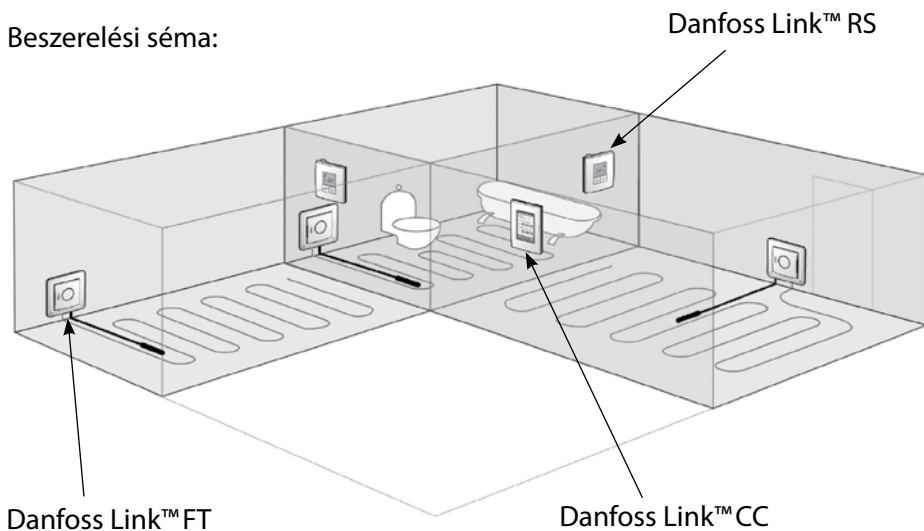 Danfoss Link™ RS
Beszerelési séma:
Danfoss Link™ FT
Danfoss Link™ CC